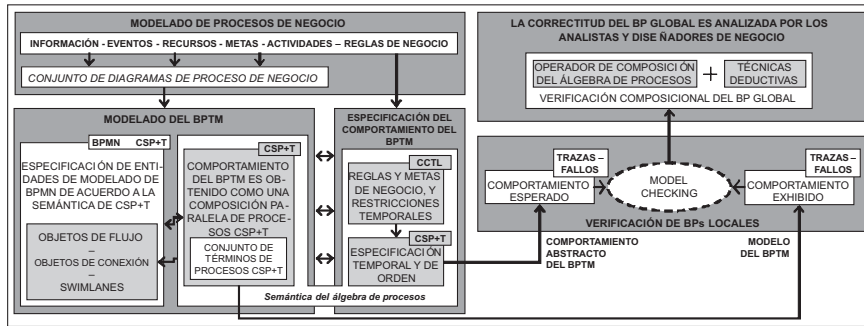 MODELADO DE PROCESOS DE NEGOCIO
INFORMACIÓN - EVENTOS - RECURSOS - METAS - ACTIVIDADES – REGLAS DE NEGOCIO
CONJUNTO DE DIAGRAMAS DE PROCESO DE NEGOCIO
MODELADO DEL BPTM
BPMN CSP+T
ESPECIFICACIÓN DE ENTI-
DADES DE MODELADO DE
BPMN DE ACUERDO A LA
SEMÁNTICA DE CSP+T
OBJETOS DE FLUJO
–
OBJETOS DE CONEXIÓN
–
SWIMLANES
CSP+T
COMPORTAMIENTO
DEL BPTM ES OB-
TENIDO COMO UNA
COMPOSICIÓN PA-
RALELA DE PROCE-
SOS CSP+T
CONJUNTO DE
TÉRMINOS DE
PROCESOS CSP+T
ESPECIFICACIÓN DEL
COMPORTAMIENTO DEL
BPTM
CCTL
REGLAS Y METAS
DE NEGOCIO, Y
RESTRICCIONES
TEMPORALES
CSP+T
ESPECIFICACIÓN
TEMPORAL Y DE
ORDEN
Semántica del álgebra de procesos
LA CORRECTITUD DEL BP GLOBAL ES ANALIZADA POR LOS
ANALISTAS Y DISE ÑADORES DE NEGOCIO
OPERADOR DE COMPOSICIÓN
DEL ÁLGEBRA DE PROCESOS
+
TÉCNICAS
DEDUCTIVAS
VERIFICACIÓN COMPOSICIONAL DEL BP GLOBAL
TRAZAS –
FALLOS
COMPORTAMIENTO
ESPERADO
MODEL
CHECKING
TRAZAS –
FALLOS
COMPORTAMIENTO
EXHIBIDO
VERIFICACIÓN DE BPs LOCALES
COMPORTAMIENTO
ABSTRACTO
DEL BPTM
MODELO
DEL BPTM